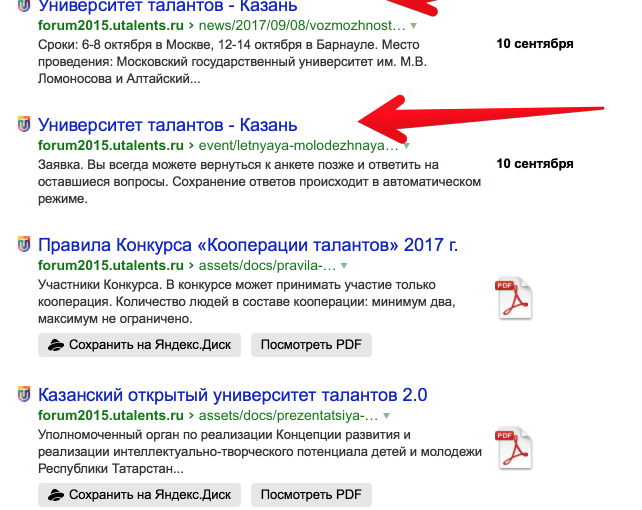 Университет талантов - Казань
forum2015.utalents.ru › news/2017/09/08/vozmozhnost…
Сроки: 6-8 октября в Москве, 12-14 октября в Барнауле. Место
проведения: Московский государственный университет им. М.В.
Ломоносова и Алтайский...
10 сентября
Университет талантов - Казань
forum2015.utalents.ru › event/letnyaya-molodezhnaya…
Заявка. Вы всегда можете вернуться к анкете позже и ответить на
оставшиеся вопросы. Сохранение ответов происходит в автоматическом
режиме.
10 сентября
Правила Конкурса «Кооперации талантов» 2017 г.
forum2015.utalents.ru › assets/docs/pravila-…
Участники Конкурса. В конкурсе может принимать участие только
кооперация. Количество людей в составе кооперации: минимум два,
максимум не ограничено.
PDF
Сохранить на Яндекс.Диск Посмотреть PDF
Казанский открытый университет талантов 2.0
forum2015.utalents.ru › assets/docs/prezentatsiya-…
Уполномоченный орган по реализации Концепции развития и
реализации интеллектуально-творческого потенциала детей и молодежи
Республики Татарстан...
PDF
Сохранить на Яндекс.Диск Посмотреть PDF